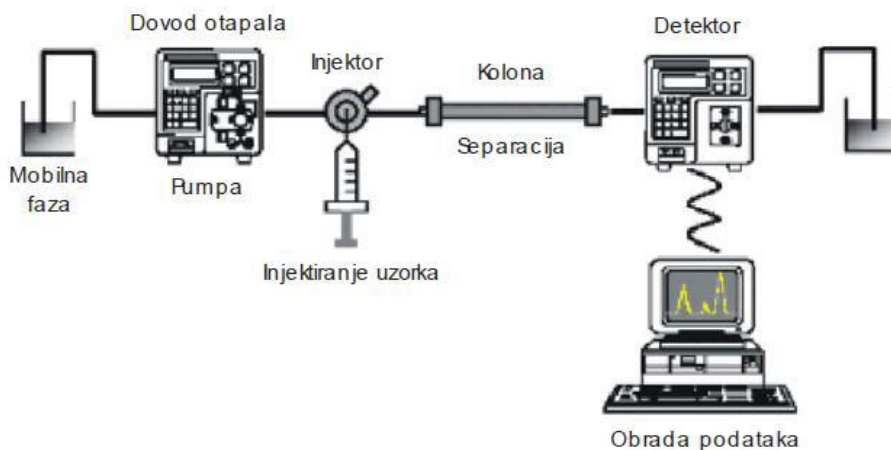 Dovod otapala
Injektor
Kolona
Detektor
Separacija
Mobilna
faza
Pumpa
Injektiranje uzorka
Obrada podataka